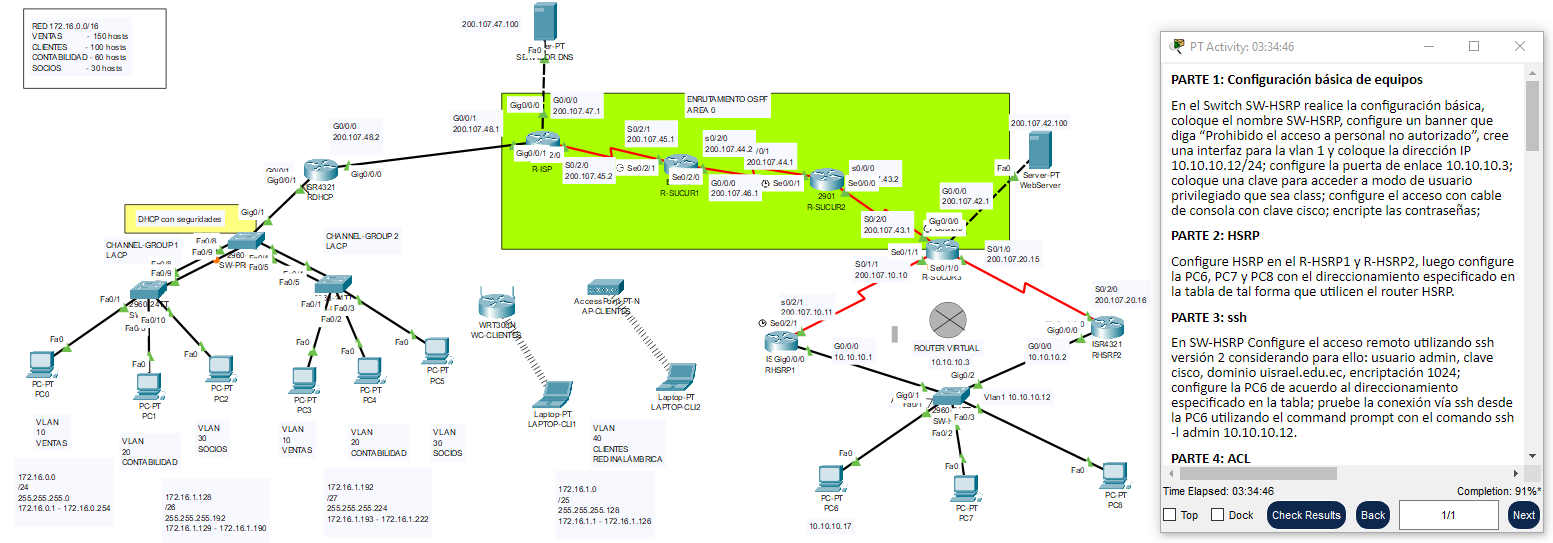 RED 172.16.0.0/16
VENTAS - 150 hosts
CLIENTES - 100 hosts
CONTABILIDAD - 60 hosts
SOCIOS - 30 hosts
200.107.47.100
Fa0
SERVIDOR DNS
ENRUTAMIENTO OSPF
AREA 0
Gig0/0/0
G0/0/0
200.107.47.1
G0/0/1
200.107.48.1
G0/0/0
200.107.48.2
Gig0/0/1
R-ISP
S0/2/0
200.107.45.2
S0/2/1
200.107.45.1
Se0/2/1
Se0/2/0
R-SUCUR1
s0/2/0
200.107.44.2
G0/0/0
200.107.46.1
/0/1
200.107.44.1
Se0/0/1
2901
R-SUCUR2
s0/0/0
.43.2
Se0/0/0
S0/2/0
200.107.43.1
200.107.42.100
Fa0
Server-PT
WebServer
G0/0/0
200.107.42.1
Gig0/0/0
Se0/1/1
Se0/1/0
R-SUCUR3
S0/1/1
200.107.10.10
S0/1/0
200.107.20.15
S0/2/0
200.107.20.16
Gig0/0/1
Gig0/0/0
ISR4321
RDHCP
DHCP con seguridades
Gig0/1
CHANNEL-GROUP 1
LACP
CHANNEL-GROUP 2
LACP
Fa0/8
Fa0/9
2960
SW-PR
Fa0/5
Fa0/9
Fa0/5
Fa0/1
Fa0/10
Fa0/1
Fa0/3
Fa0/2
Fa0
PC-PT
PC0
Fa0
PC-PT
PC1
Fa0
PC-PT
PC2
Fa0
PC-PT
PC3
Fa0
PC-PT
PC4
Fa0
PC-PT
PC5
WRT300N
WC-CLIENTES
AccessPoint-PT-N
AP-CLIENTES
Laptop-PT
LAPTOP-CLI1
Laptop-PT
LAPTOP-CLI2
s0/2/1
200.107.10.11
Se0/2/1
Gig0/0/0
RHSRP1
G0/0/0
10.10.10.1
ROUTER VIRTUAL
10.10.10.3
G0/0/0
10.10.10.2
Gig0/0/0
ISR4321
RHSRP2
Gig0/2
Gig0/1
Vlan1 10.10.10.12
Fa0/3
Fa0/2
Fa0
PC-PT
PC6
10.10.10.17
Fa0
PC-PT
PC7
Fa0
PC-PT
PC8
VLAN
10
VENTAS
VLAN
20
CONTABILIDAD
VLAN
30
SOCIOS
VLAN
10
VENTAS
VLAN
20
CONTABILIDAD
VLAN
30
SOCIOS
VLAN
40
CLIENTES
RED INALÁMBRICA
172.16.0.0
/24
255.255.255.0
172.16.0.1 - 172.16.0.254
172.16.1.128
/26
255.255.255.192
172.16.1.129 - 172.16.1.190
172.16.1.192
/27
255.255.255.224
172.16.1.193 - 172.16.1.222
172.16.1.0
/25
255.255.255.128
172.16.1.1 - 172.16.1.126
PT Activity: 03:34:46
PARTE 1: Configuración básica de equipos
En el Switch SW-HSRP realice la configuración básica,
coloque el nombre SW-HSRP, configure un banner que
diga “Prohibido el acceso a personal no autorizado”, cree
una interfaz para la vlan 1 y coloque la dirección IP
10.10.10.12/24; configure la puerta de enlace 10.10.10.3;
coloque una clave para acceder a modo de usuario
privilegiado que sea class; configure el acceso con cable
de consola con clave cisco; encripte las contraseñas;
PARTE 2: HSRP
Configure HSRP en el R-HSRP1 y R-HSRP2, luego configure
la PC6, PC7 y PC8 con el direccionamiento especificado en
la tabla de tal forma que utilicen el router HSRP.
PARTE 3: ssh
En SW-HSRP Configure el acceso remoto utilizando ssh
versión 2 considerando para ello: usuario admin, clave
cisco, dominio uisrael.edu.ec, encriptación 1024;
configure la PC6 de acuerdo al direccionamiento
especificado en la tabla; pruebe la conexión vía ssh desde
la PC6 utilizando el command prompt con el comando ssh
-l admin 10.10.10.12.
PARTE 4: ACL
Time Elapsed: 03:34:46
Completion: 91%*
Top
Dock
Check Results
Back
1/1
Next